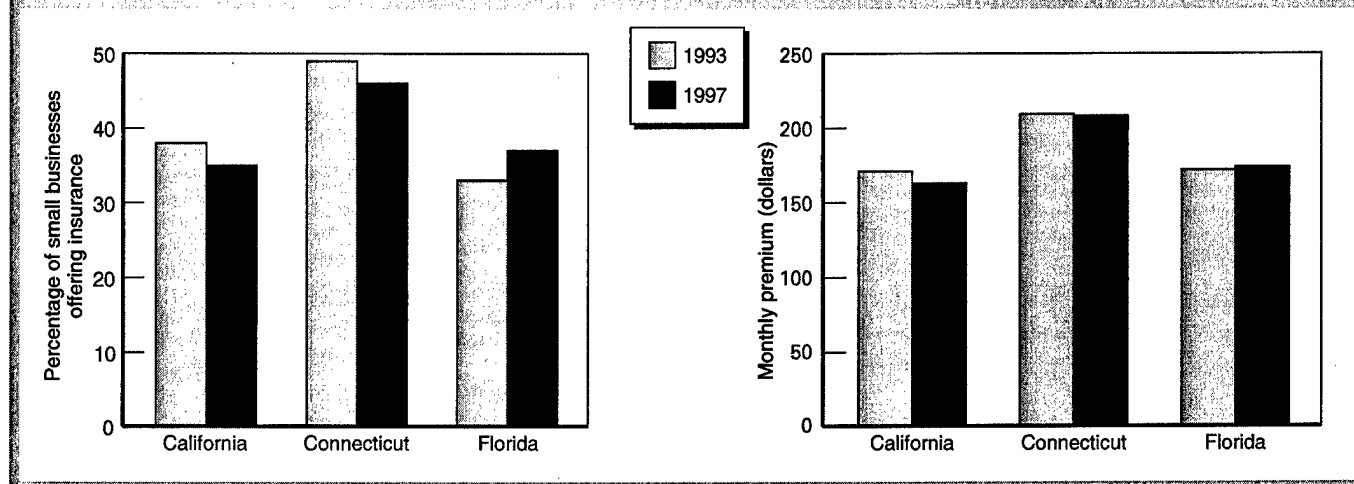 Percentage of small businesses
offering insurance
50
40
30
20
10
0
California
Connecticut
Florida
1993
1997
Monthly premium (dollars)
250
200
150
100
50
0
California
Connecticut
Florida